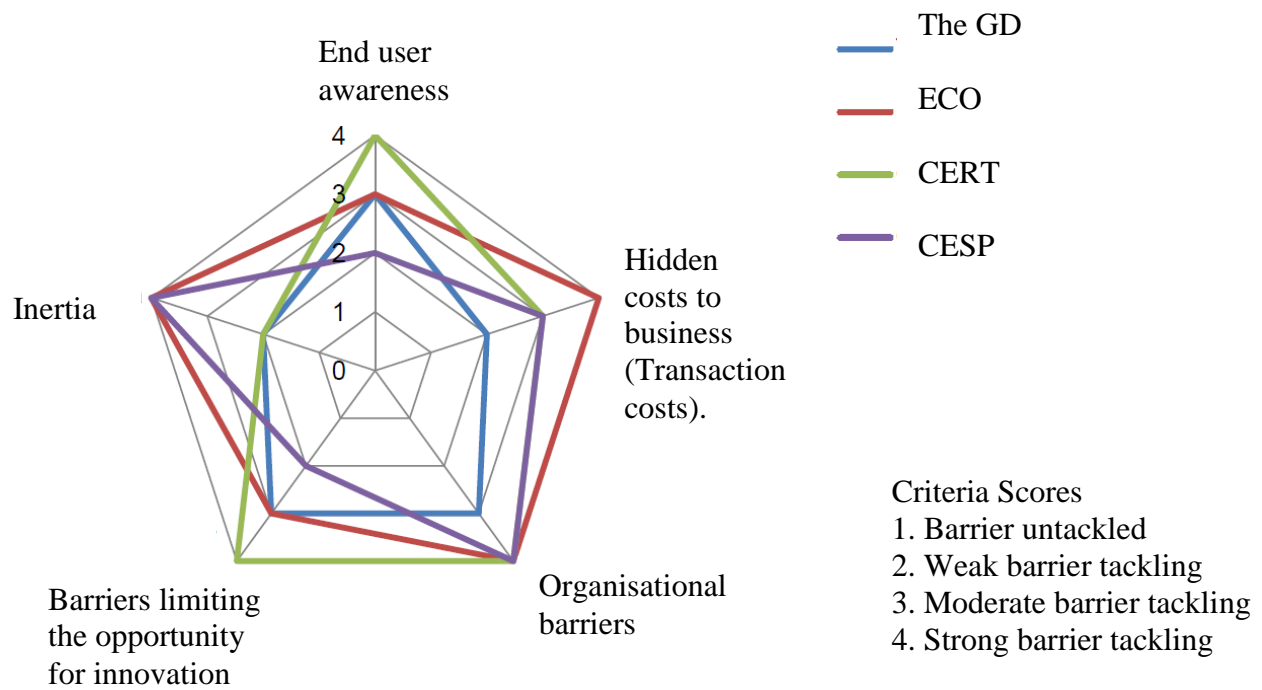 The GD
ECO
CERT
CESP
End user
awareness
4
3
2
1
0
Hidden
costs to
business
(Transaction
costs).
Inertia
Organisational
barriers
Barriers limiting
the opportunity
for innovation
Criteria Scores
1. Barrier untackled
2. Weak barrier tackling
3. Moderate barrier tackling
4. Strong barrier tackling